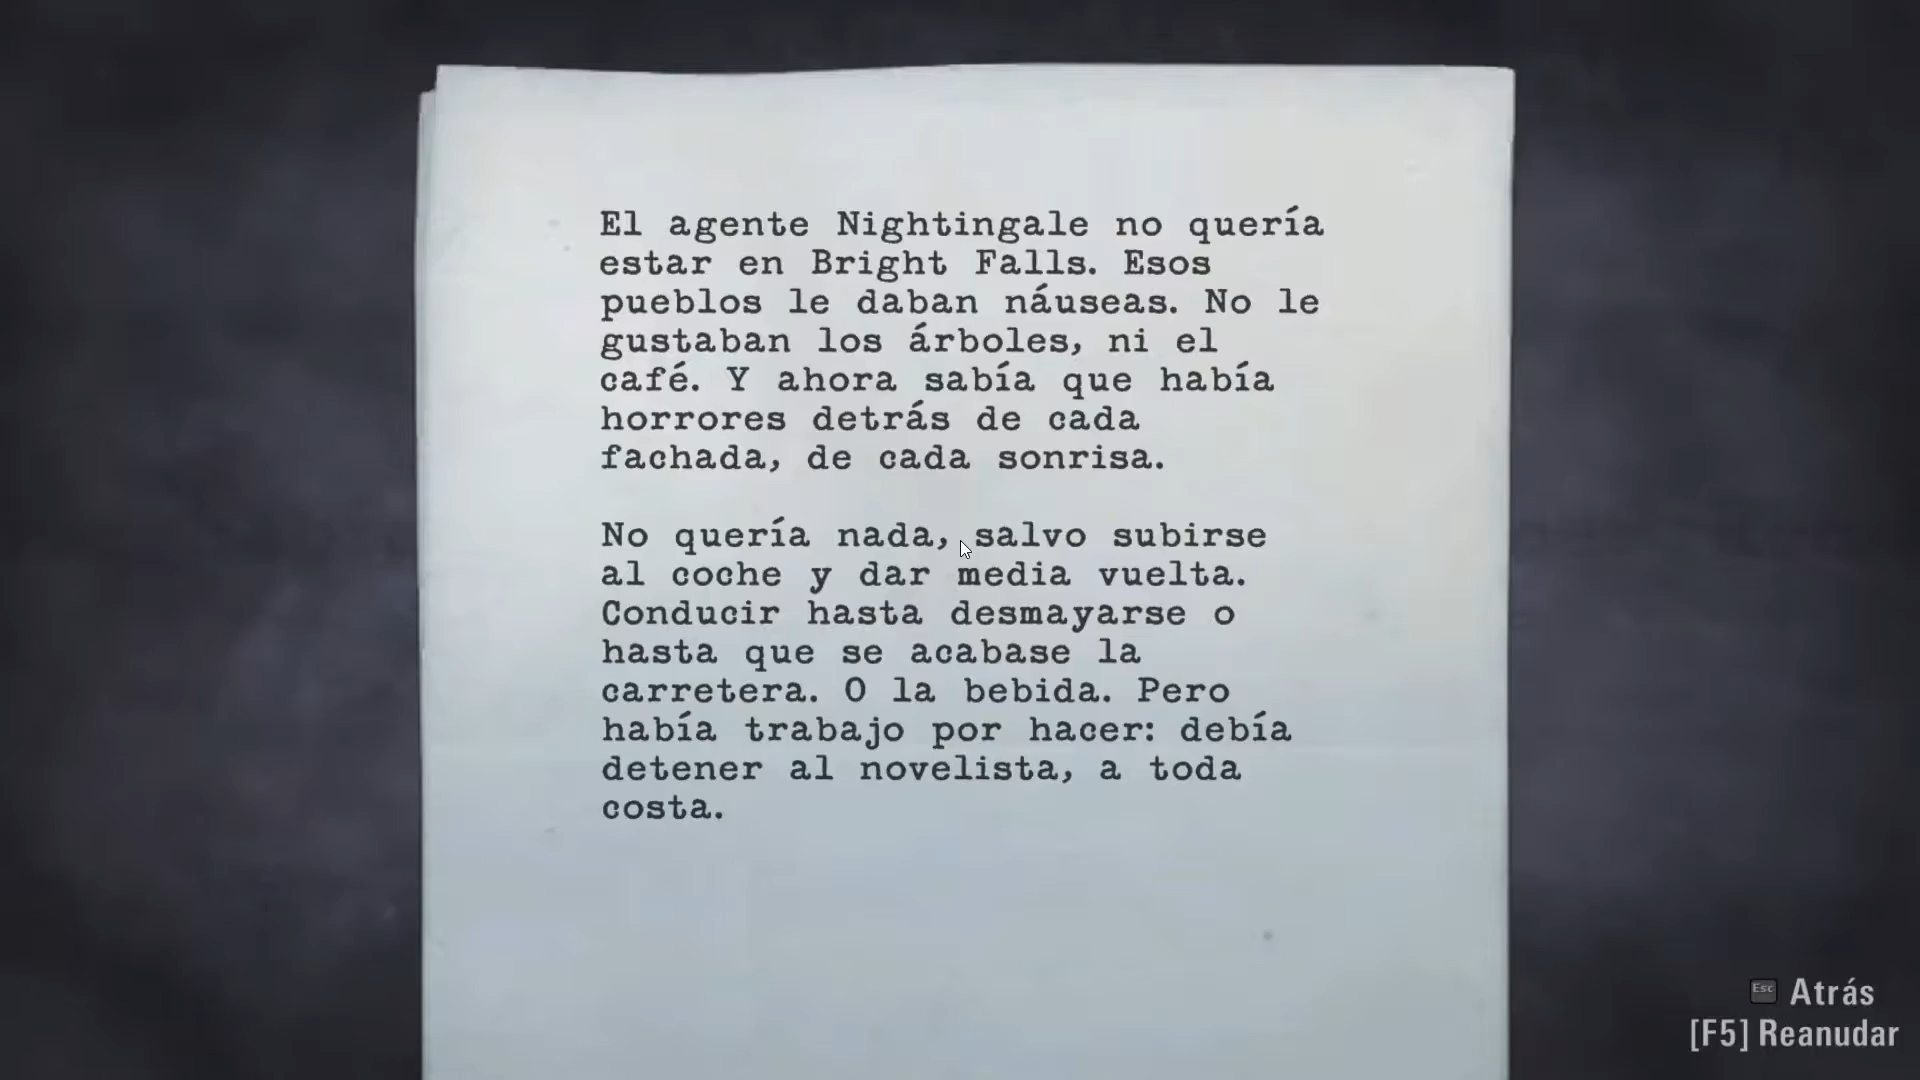 El agente Nightingale no quería
estar en Bright Falls. Esos
pueblos le daban náuseas. No le
gustaban los árboles, ni el
café. Y ahora sabía que había
horrores detrás de cada
fachada, de cada sonrisa.
No quería nada, salvo subirse
al coche y dar media vuelta.
Conducir hasta desmayarse o
hasta que se acabase la
carretera. O la bebida. Pero
había trabajo por hacer: debía
detener al novelista, a toda
costa.
Esc Atrás
[F5] Reanudar